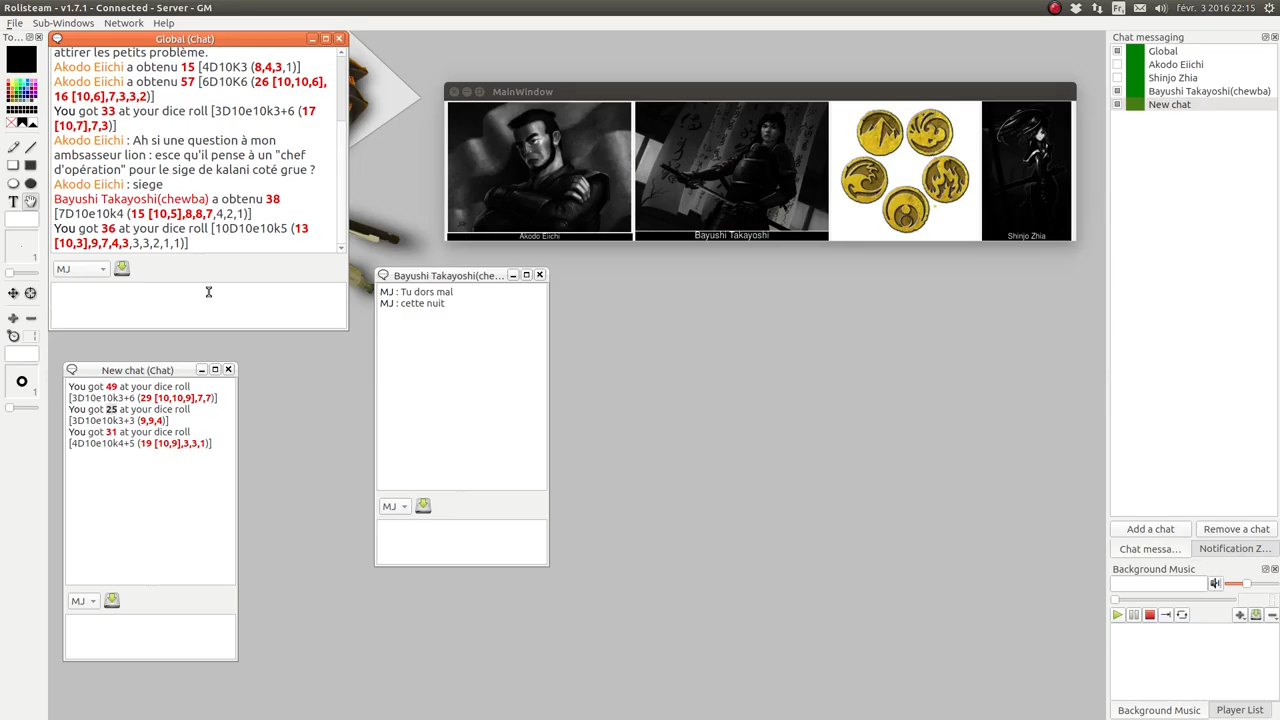 Rolisteam - v1.7.1 - Connected - Server - GM
Fr₁ févr. 3 2016 22:15
File Sub-Windows Network Help
To...
T
1
1
1
Global (Chat)
attirer les petits problème.
Akodo Eiichi a obtenu 15 [4D10K3 (8,4,3,1)]
Akodo Eiichi a obtenu 57 [6D10K6 (26 [10,10,6],
16 [10,6],7,3,3,2)]
You got 33 at your dice roll [3D10e10k3+6 (17
[10,7],7,3)]
Akodo Eiichi : Ah si une question à mon
ambsasseur lion : esce qu'il pense à un "chef
d'opération" pour le sige de kalani coté grue ?
Akodo Eiichi : siege
Bayushi Takayoshi(chewba) a obtenu 38
[7D10e10k4 (15 [10,5],8,8,7,4,2,1)]
You got 36 at your dice roll [10D10e10k5 (13
[10,3],9,7,4,3,3,3,2,1,1)]
MJ
MainWindow
Akodo Eiichi
Bayushi Takayoshi
Shinjo Zhia
Bayushi Takayoshi(che...
MJ : Tu dors mal
MJ : cette nuit
MJ
New chat (Chat)
You got 49 at your dice roll
[3D10e10k3+6 (29 [10,10,9],7,7)]
You got 25 at your dice roll
[3D10e10k3+3 (9,9,4)]
You got 31 at your dice roll
[4D10e10k4+5 (19 [10,9],3,3,1)]
MJ
Chat messaging
Global
Akodo Eiichi
Shinjo Zhia
Bayushi Takayoshi(chewba)
New chat
Add a chat Remove a chat
Chat messa... Notification Z...
Background Music
Background Music Player List